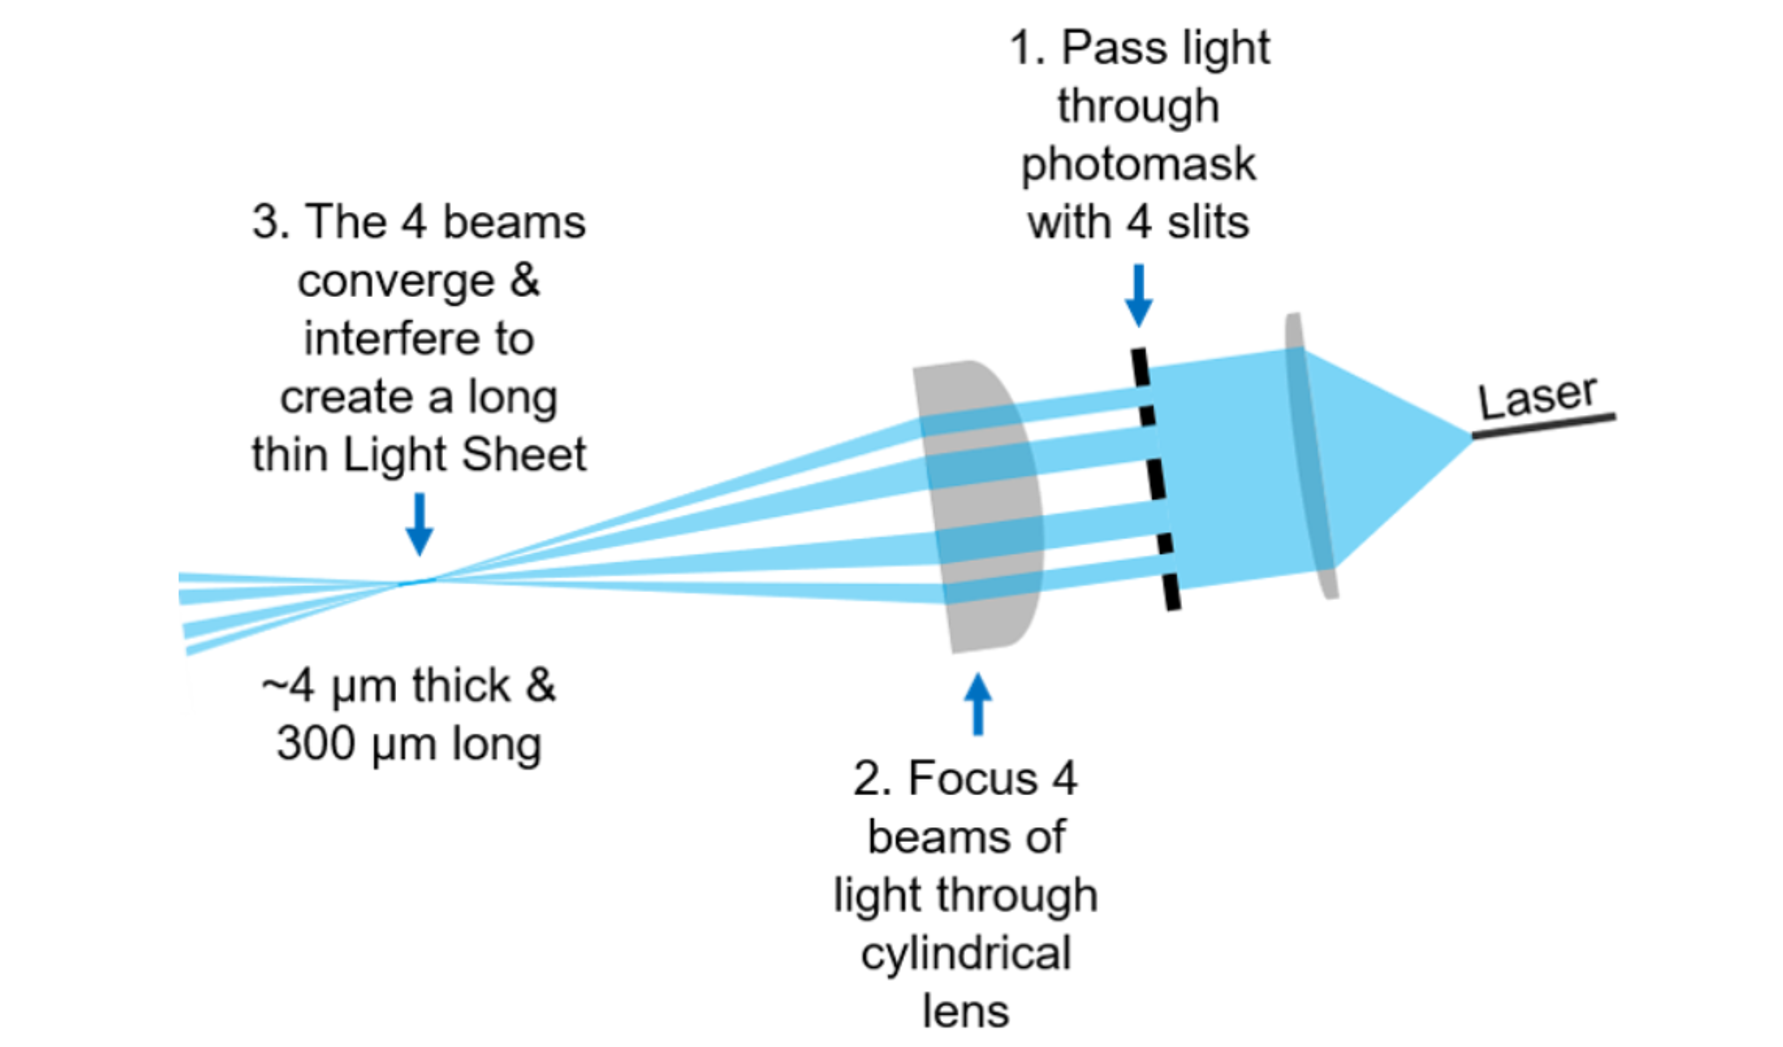 1. Pass light
through
photomask
with 4 slits
3. The 4 beams
converge &
interfere to
create a long
thin Light Sheet
Laser
~4 µm thick &
300 µm long
2. Focus 4
beams of
light through
cylindrical
lens